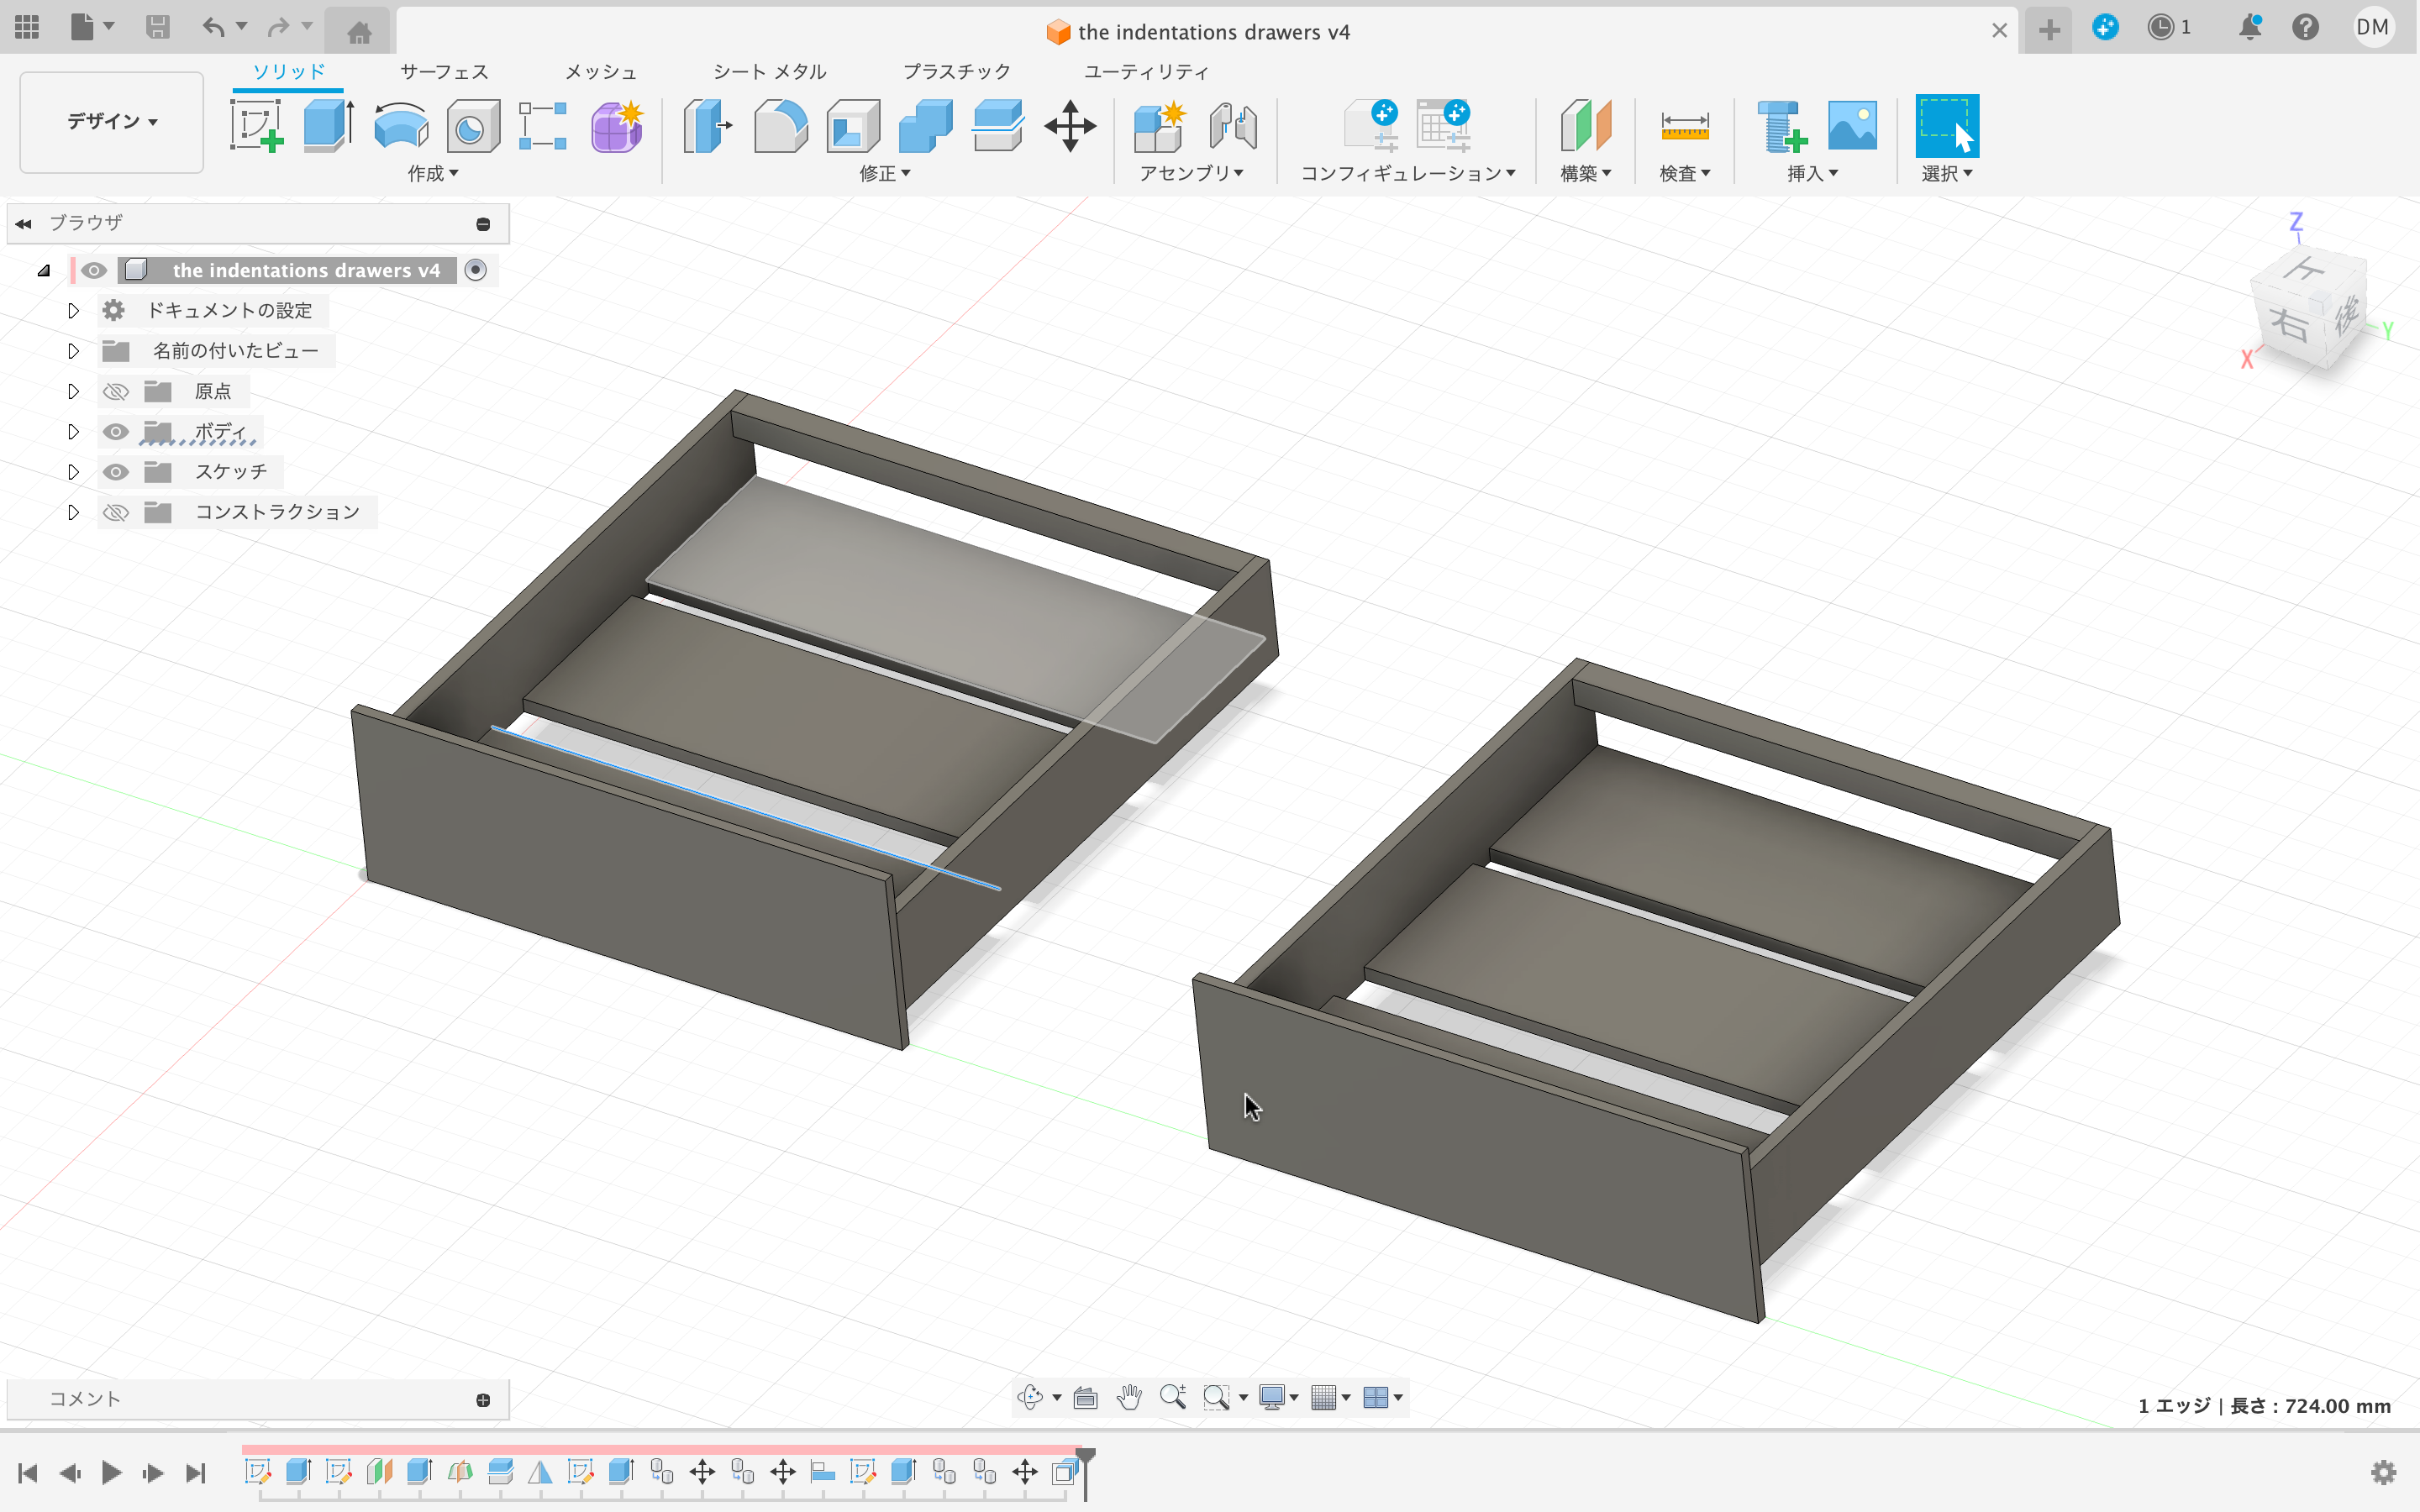 the indentations drawers v4
1
DM
デザイン
ソリッド
サーフェス
メッシュ
シート メタル
プラスチック
ユーティリティ
作成
修正
アセンブリ
コンフィギュレーション
構築
検査
挿入
選択
ブラウザ
the indentations drawers v4
ドキュメントの設定
名前の付いたビュー
原点
ボディ
スケッチ
コンストラクション
Z
上
右
後
Y
X
コメント
1 エッジ | 長さ : 724.00 mm